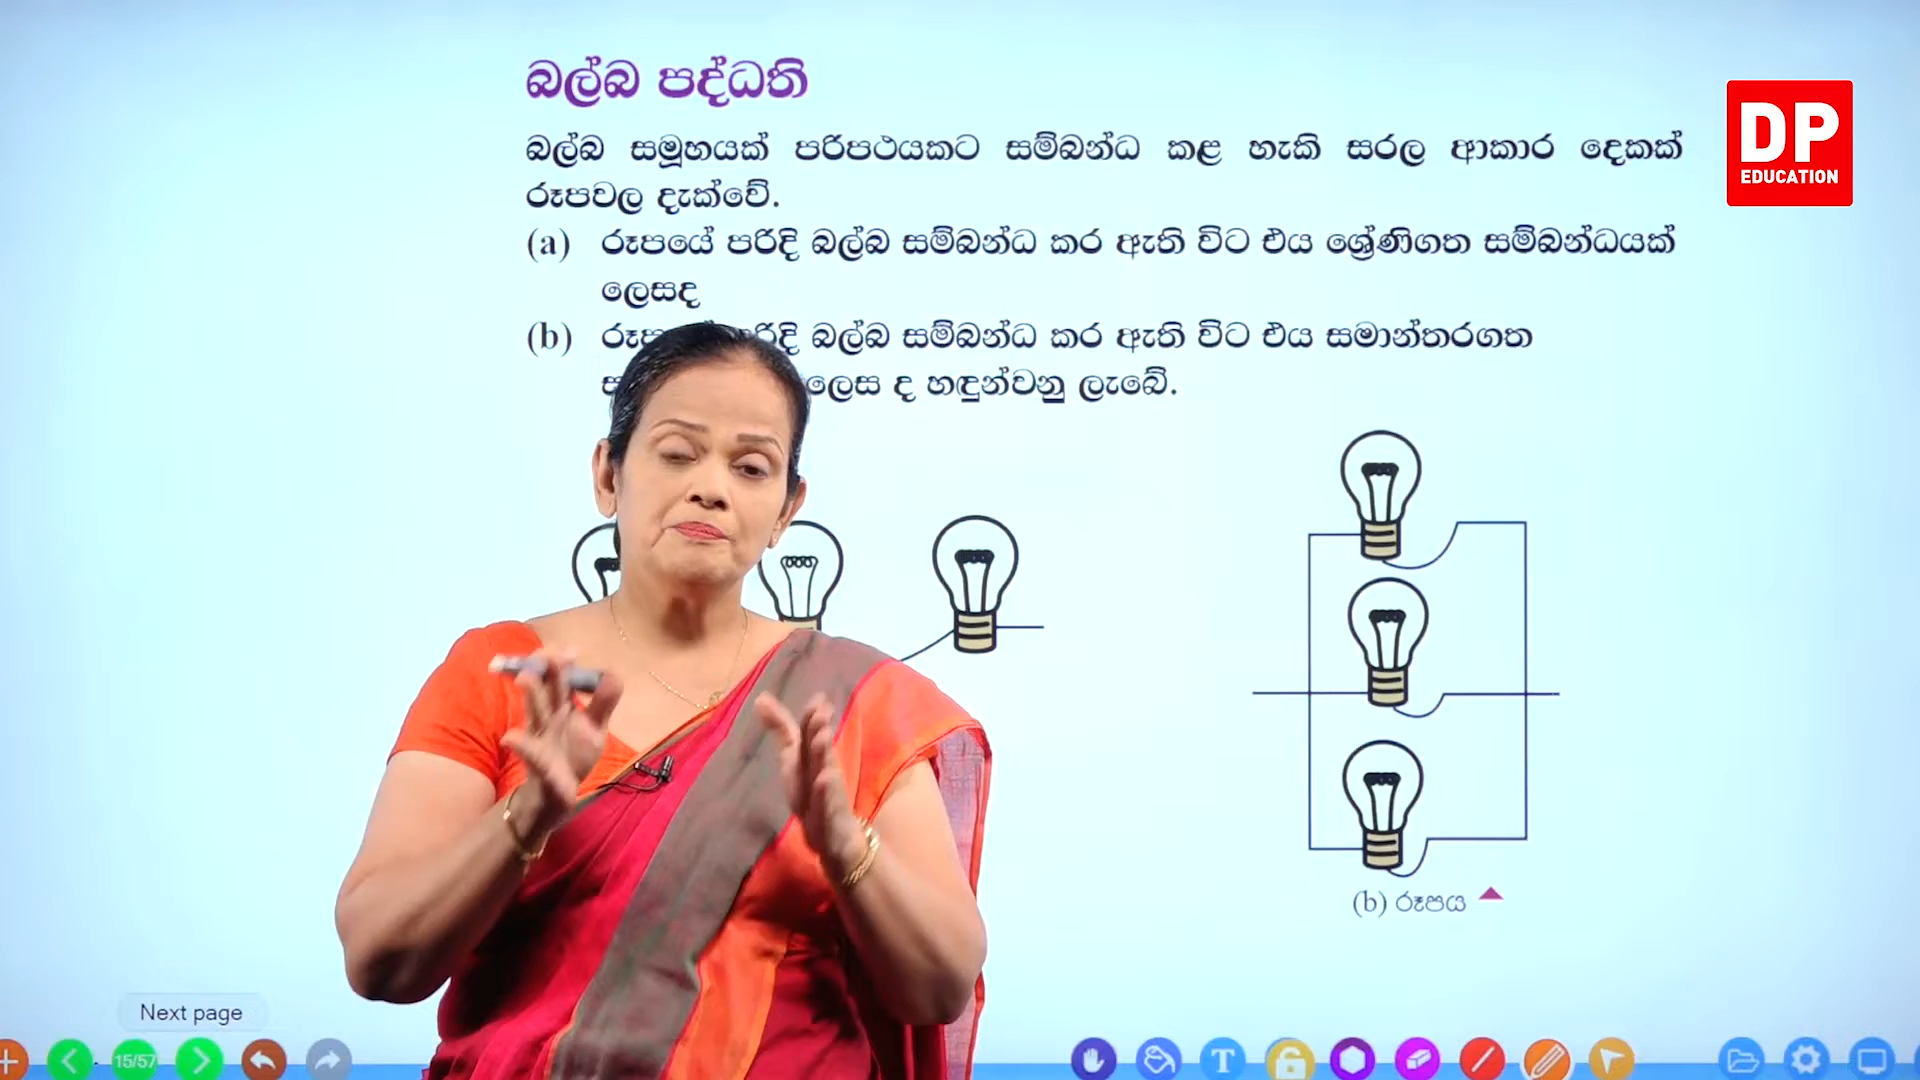 බල්බ පද්ධති
බල්බ සමූහයක් පරිපථයකට සම්බන්ධ කළ හැකි සරල ආකාර දෙකක්
රූපවල දැක්වේ.
DP
EDUCATION
(a) රූපයේ පරිදි බල්බ සම්බන්ධ කර ඇති විට එය ශ්‍රේණිගත සම්බන්ධයක්
ලෙසද
(b) බල්බ සම්බන්ධ කර ඇති විට එය සමාන්තරගත
ලෙස ද හඳුන්වනු ලැබේ.
(b) රූපය
Next page
15/57
T